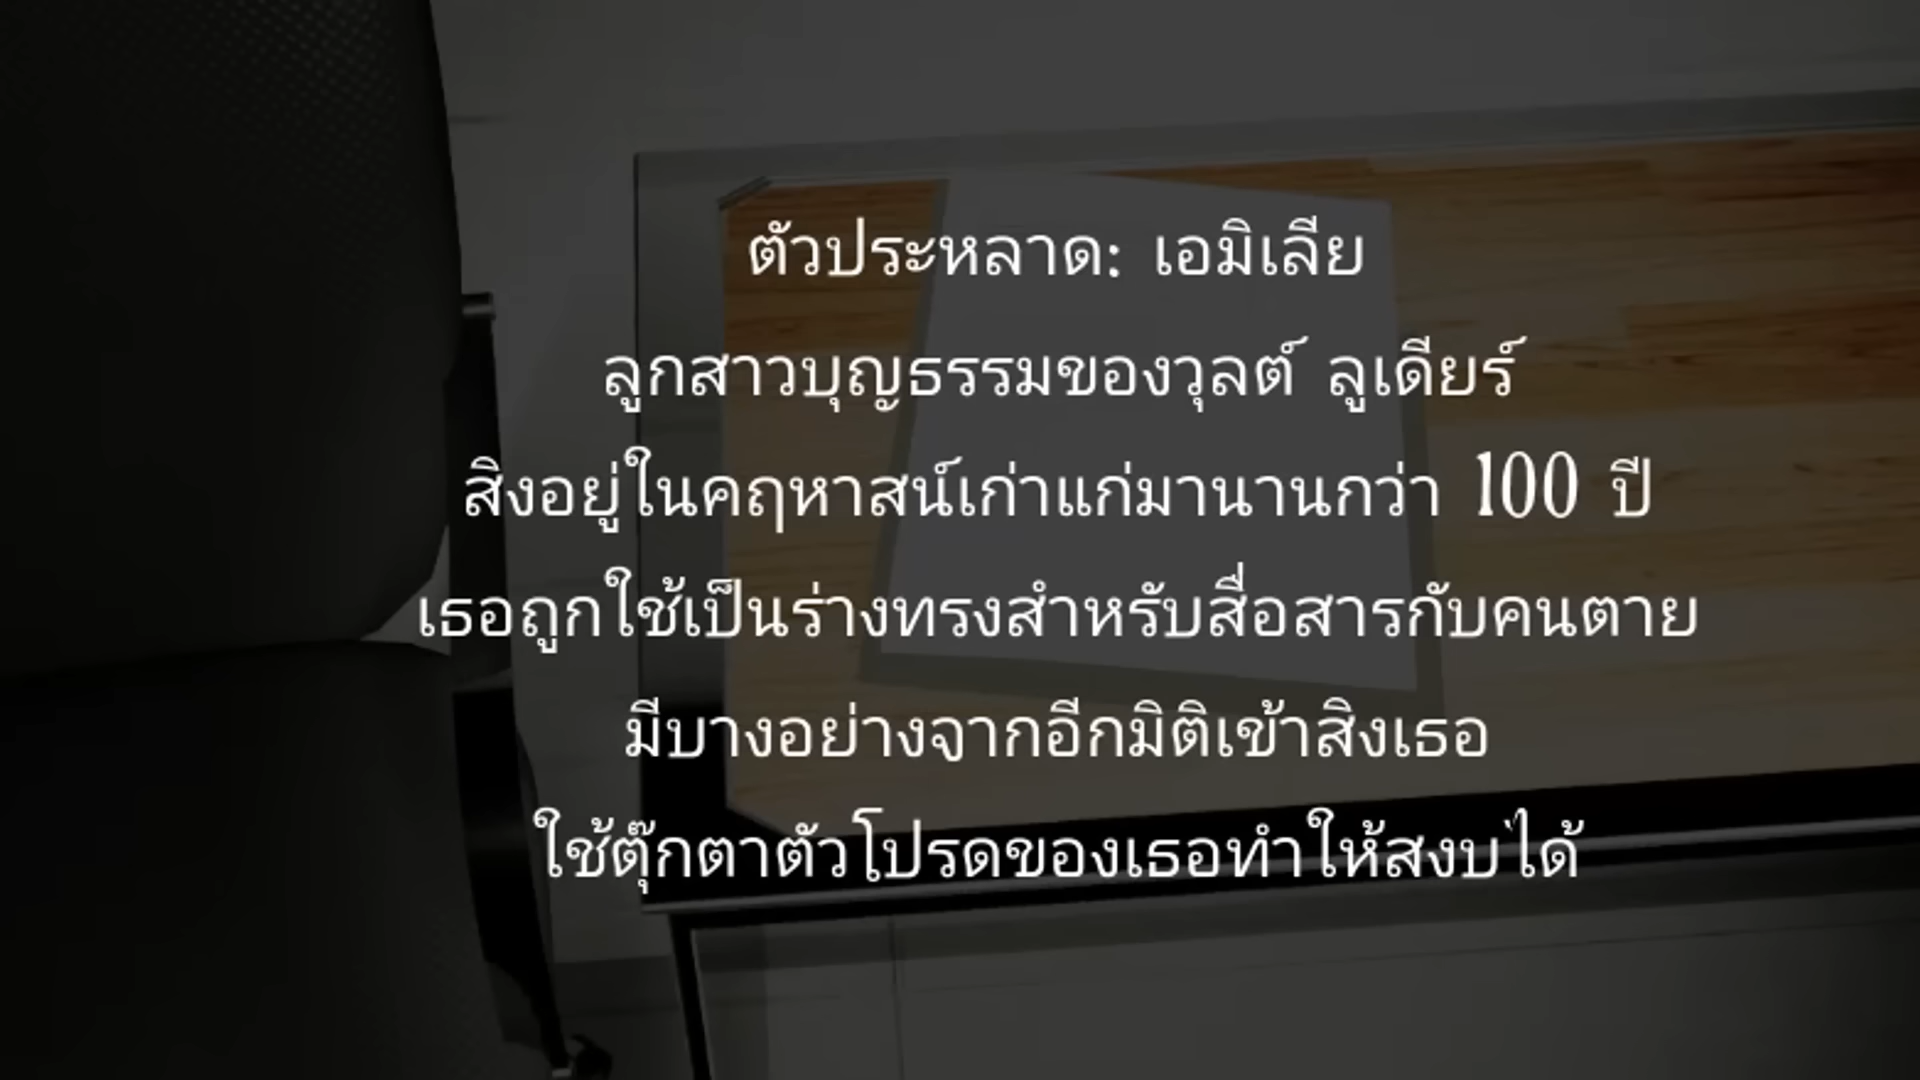 ตัวประหลาด: เอมิเลีย
ลูกสาวบุญธรรมของวุลต์ ลูเดียร์
สิงอยู่ในคฤหาสน์เก่าแก่มานานกว่า 100 ปี
เธอถูกใช้เป็นร่างทรงสำหรับสื่อสารกับคนตาย
มีบางอย่างจากอีกมิติเข้าสิงเธอ
ใช้ตุ๊กตาตัวโปรดของเธอทำให้สงบได้